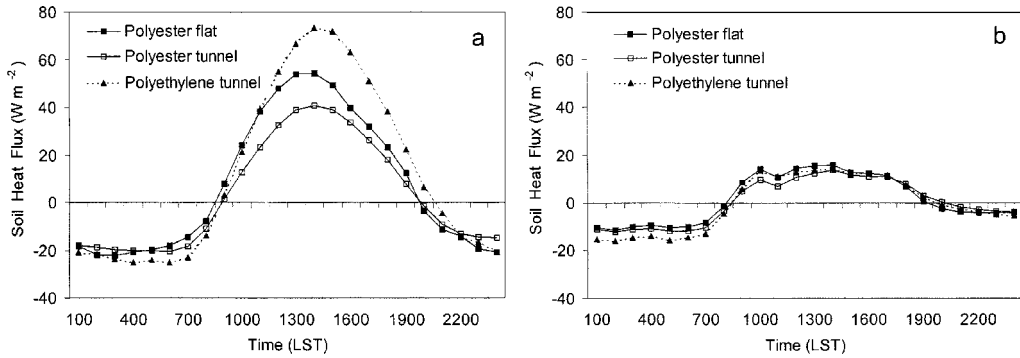 a
Polyester flat
Polyester tunnel
Polyethylene tunnel
Soil Heat Flux (W m⁻²)
80
60
40
20
0
-20
-40
100 400 700 1000 1300 1600 1900 2200
Time (LST)
b
Polyester flat
Polyester tunnel
Polyethylene tunnel
Soil Heat Flux (W m⁻²)
80
60
40
20
0
-20
-40
100 400 700 1000 1300 1600 1900 2200
Time (LST)